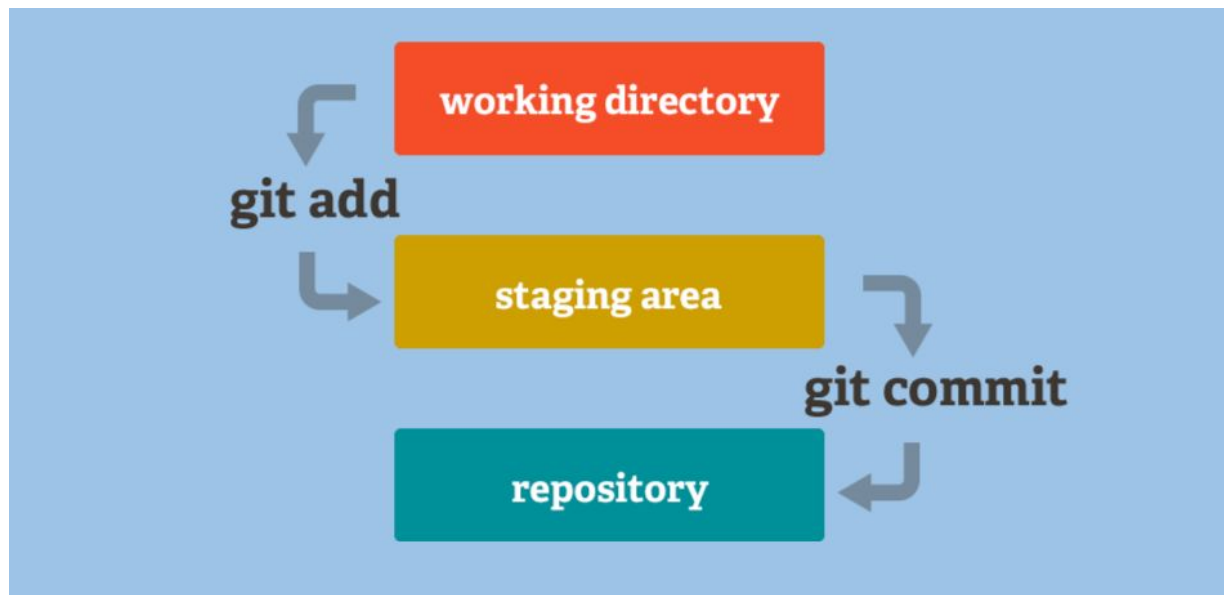 working directory
git add
staging area
git commit
repository